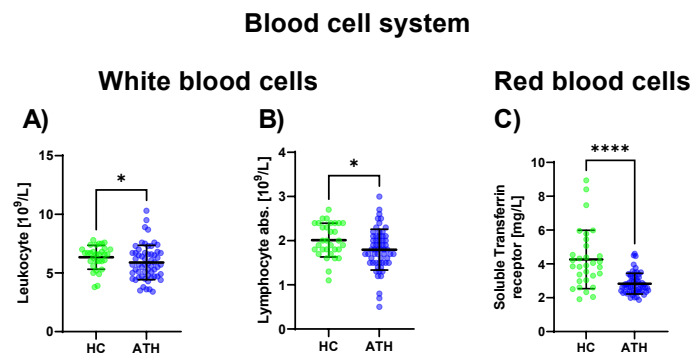 Blood cell system
White blood cells
Red blood cells
A)
B)
C)
*
*
****
Leukocyte [10⁹/L]
15
10
5
0
HC
ATH
Lymphocyte abs. [10⁹/L]
4
3
2
1
0
HC
ATH
Soluble Transferrin
receptor [mg/L]
10
8
6
4
2
0
HC
ATH